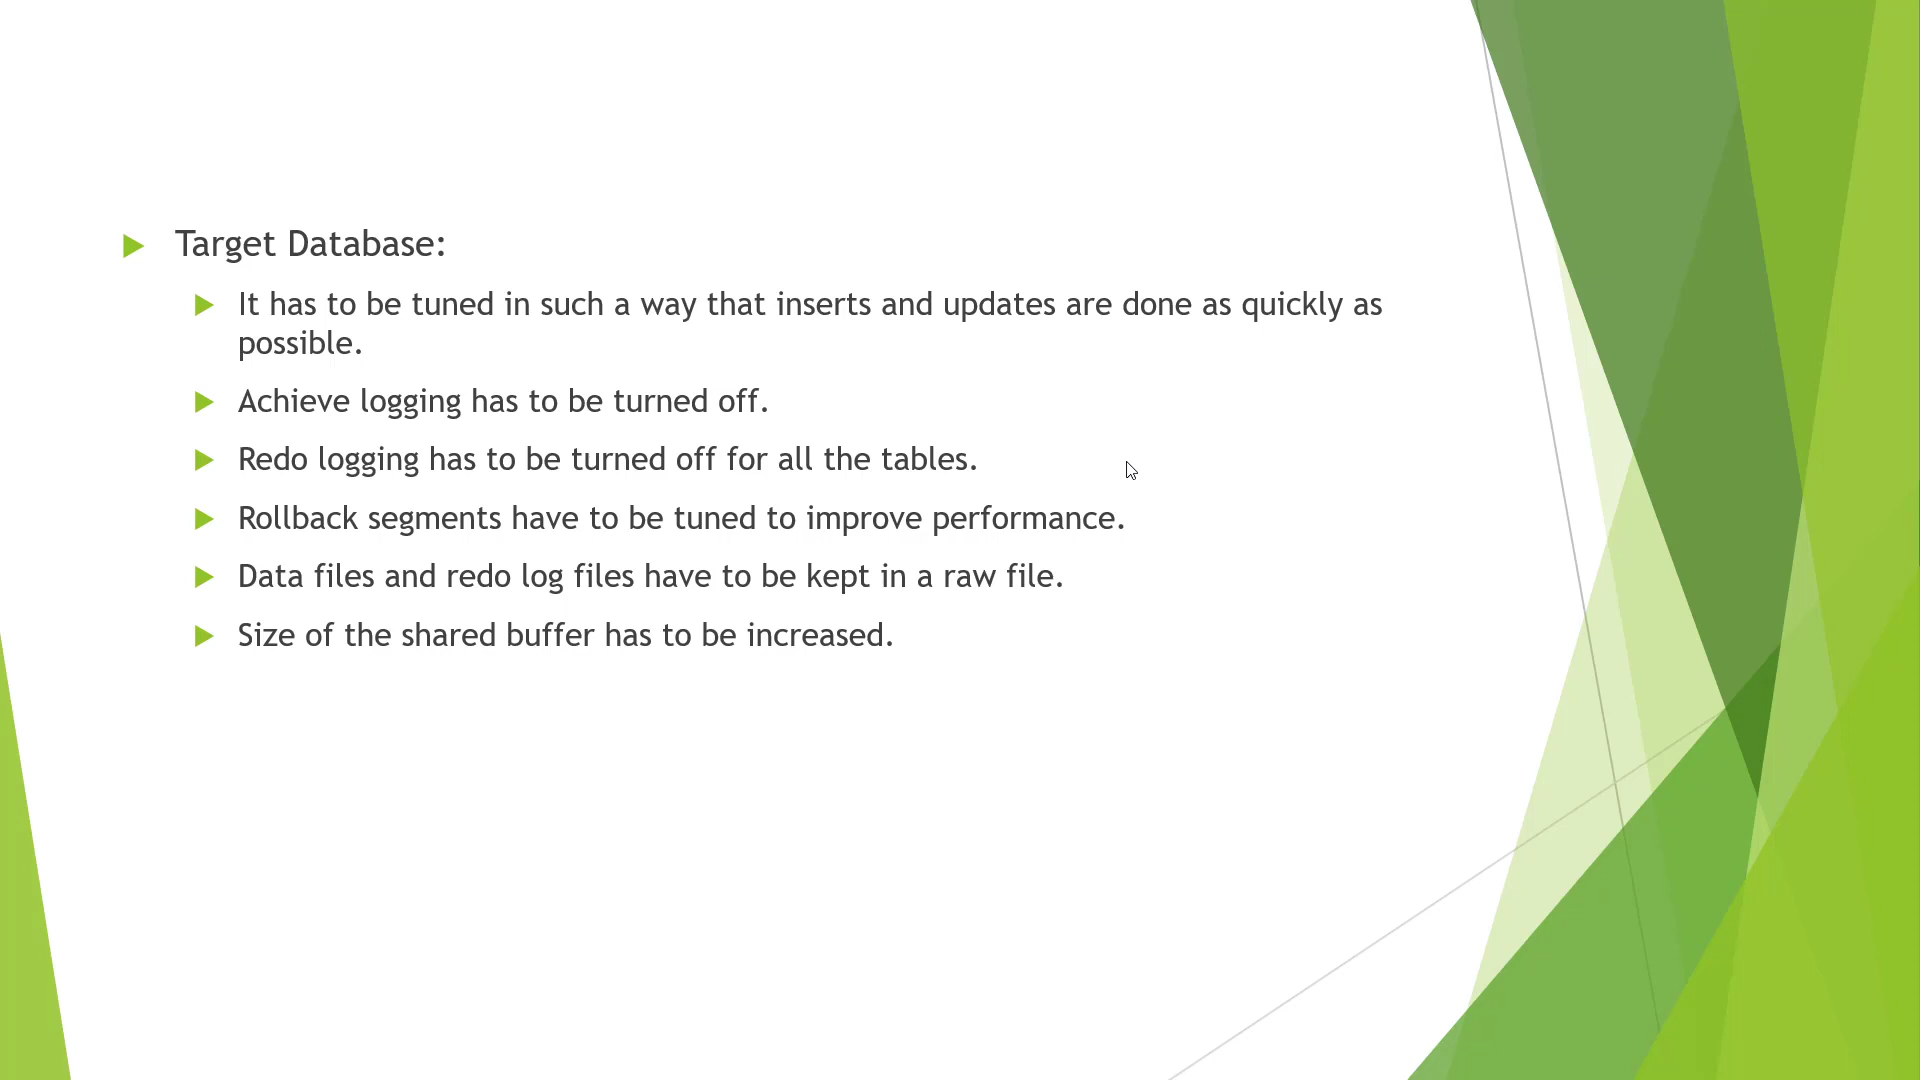 Target Database:
It has to be tuned in such a way that inserts and updates are done as quickly as
possible.
Achieve logging has to be turned off.
Redo logging has to be turned off for all the tables.
Rollback segments have to be tuned to improve performance.
Data files and redo log files have to be kept in a raw file.
Size of the shared buffer has to be increased.